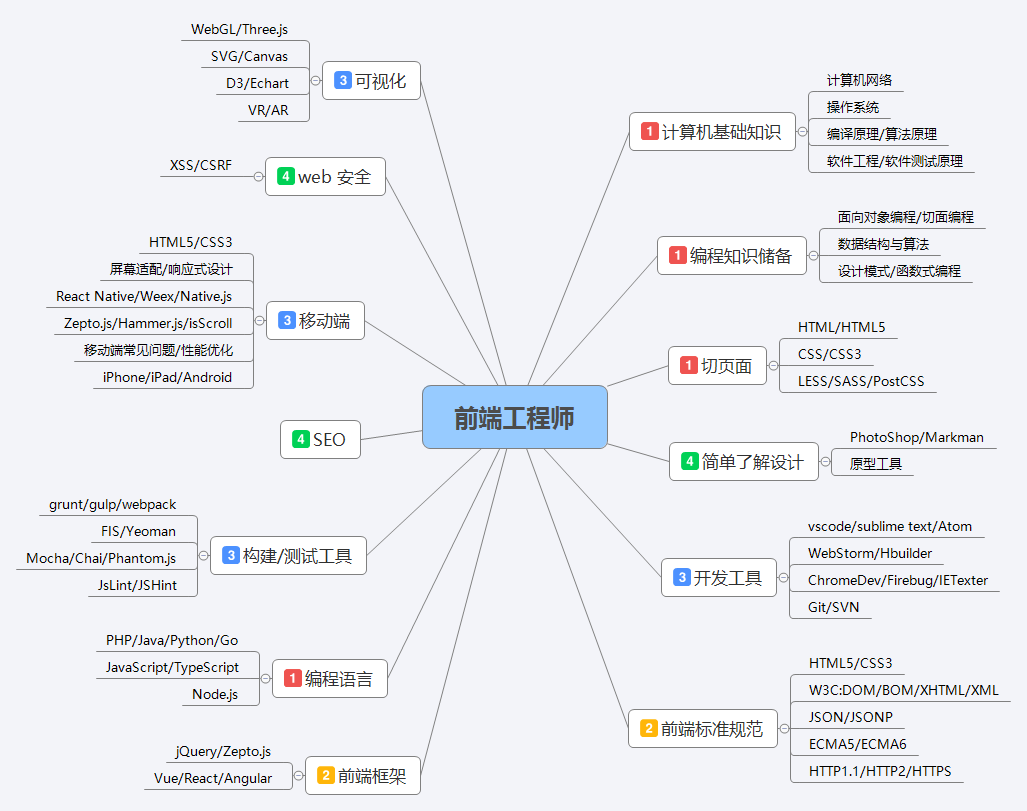 前端工程师
1 计算机基础知识
计算机网络
操作系统
编译原理/算法原理
软件工程/软件测试原理
1 编程知识储备
面向对象编程/切面编程
数据结构与算法
设计模式/函数式编程
1 切页面
HTML/HTML5
CSS/CSS3
LESS/SASS/PostCSS
4 简单了解设计
PhotoShop/Markman
原型工具
3 开发工具
vscode/sublime text/Atom
WebStorm/Hbuilder
ChromeDev/Firebug/IETexter
Git/SVN
2 前端标准规范
HTML5/CSS3
W3C:DOM/BOM/XHTML/XML
JSON/JSONP
ECMA5/ECMA6
HTTP1.1/HTTP2/HTTPS
3 可视化
WebGL/Three.js
SVG/Canvas
D3/Echart
VR/AR
4 web 安全
XSS/CSRF
3 移动端
HTML5/CSS3
屏幕适配/响应式设计
React Native/Weex/Native.js
Zepto.js/Hammer.js/isScroll
移动端常见问题/性能优化
iPhone/iPad/Android
4 SEO
3 构建/测试工具
grunt/gulp/webpack
FIS/Yeoman
Mocha/Chai/Phantom.js
JsLint/JSHint
1 编程语言
PHP/Java/Python/Go
JavaScript/TypeScript
Node.js
2 前端框架
jQuery/Zepto.js
Vue/React/Angular